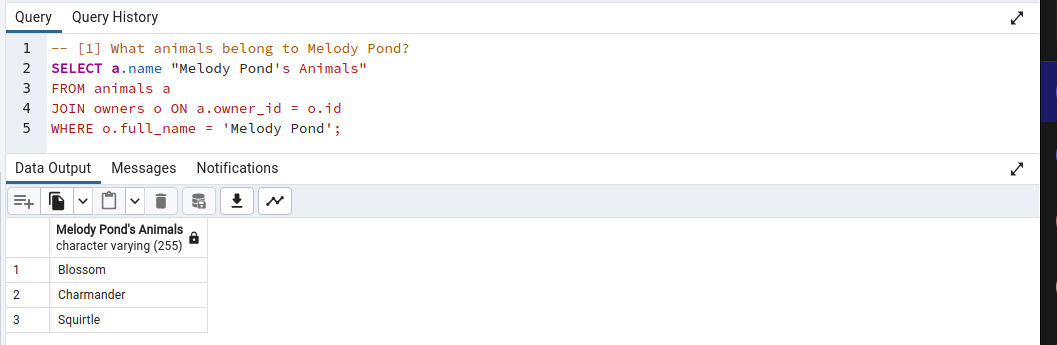 Query Query History
1 -- [1] What animals belong to Melody Pond?
2 SELECT a.name "Melody Pond's Animals"
3 FROM animals a
4 JOIN owners o ON a.owner_id = o.id
5 WHERE o.full_name = 'Melody Pond';
Data Output Messages Notifications
Melody Pond's Animals
character varying (255)
1 Blossom
2 Charmander
3 Squirtle